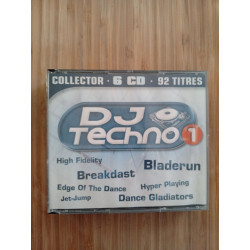 COLLECTOR • 6 CD • 92 TITRES
DJ
Techno 1
High Fidelity
Bladerun
Breakdast
Edge Of The Dance
Hyper Playing
Jet-Jump
Dance Gladiators